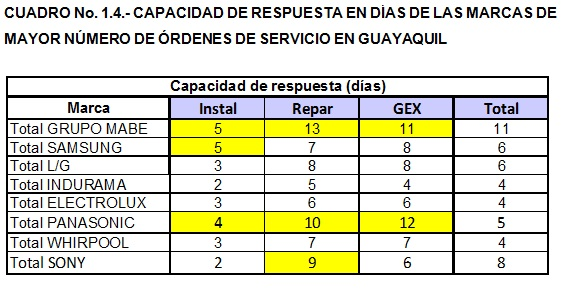 CUADRO No. 1.4.- CAPACIDAD DE RESPUESTA EN DÍAS DE LAS MARCAS DE
MAYOR NÚMERO DE ÓRDENES DE SERVICIO EN GUAYAQUIL
Capacidad de respuesta (días)
Marca Instal Repar GEX Total
Total GRUPO MABE 5 13 11 11
Total SAMSUNG 5 7 8 6
Total L/G 3 8 8 6
Total INDURAMA 2 5 4 4
Total ELECTROLUX 3 6 6 4
Total PANASONIC 4 10 12 5
Total WHIRPOOL 3 7 7 4
Total SONY 2 9 6 8